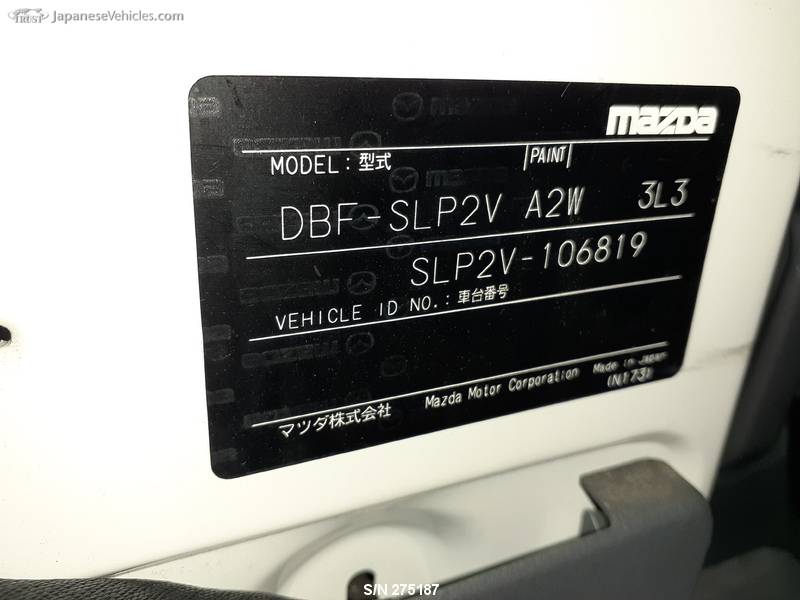 TRUST JapaneseVehicles.com
mazda
MODEL : 型式 PAINT
DBF-SLP2V A2W 3L3
SLP2V-106819
VEHICLE ID NO. : 車台番号
マツダ株式会社 Mazda Motor Corporation Made in Japan
(N173)
S/N 275187